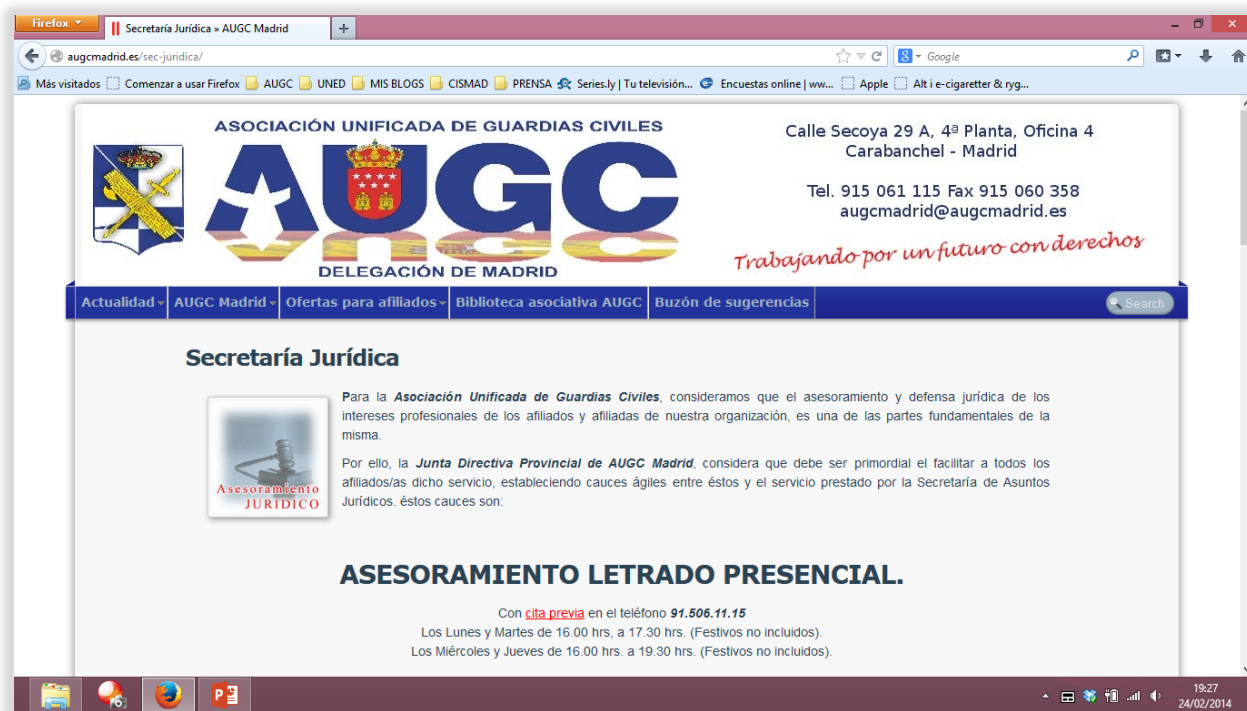 Firefox
Secretaría Jurídica » AUGC Madrid
augcmadrid.es/sec-juridica/
Google
Más visitados Comenzar a usar Firefox AUGC UNED MIS BLOGS CISMAD PRENSA Series.ly | Tu televisión... Encuestas online | ww... Apple Alt i e-cigaretter & ryg...
ASOCIACIÓN UNIFICADA DE GUARDIAS CIVILES
AUGC
DELEGACIÓN DE MADRID
Calle Secoya 29 A, 4ª Planta, Oficina 4
Carabanchel - Madrid
Tel. 915 061 115 Fax 915 060 358
augcmadrid@augcmadrid.es
Trabajando por un futuro con derechos
Actualidad AUGC Madrid Ofertas para afiliados Biblioteca asociativa AUGC Buzón de sugerencias Search
Secretaría Jurídica
Asesoramiento
JURIDICO
Para la Asociación Unificada de Guardias Civiles, consideramos que el asesoramiento y defensa jurídica de los
intereses profesionales de los afiliados y afiliadas de nuestra organización, es una de las partes fundamentales de la
misma.
Por ello, la Junta Directiva Provincial de AUGC Madrid, considera que debe ser primordial el facilitar a todos los
afiliados/as dicho servicio, estableciendo cauces ágiles entre éstos y el servicio prestado por la Secretaría de Asuntos
Jurídicos. éstos cauces son:
ASESORAMIENTO LETRADO PRESENCIAL.
Con cita previa en el teléfono 91.506.11.15
Los Lunes y Martes de 16.00 hrs, a 17.30 hrs. (Festivos no incluidos).
Los Miércoles y Jueves de 16.00 hrs. a 19.30 hrs. (Festivos no incluidos).
19:27
24/02/2014